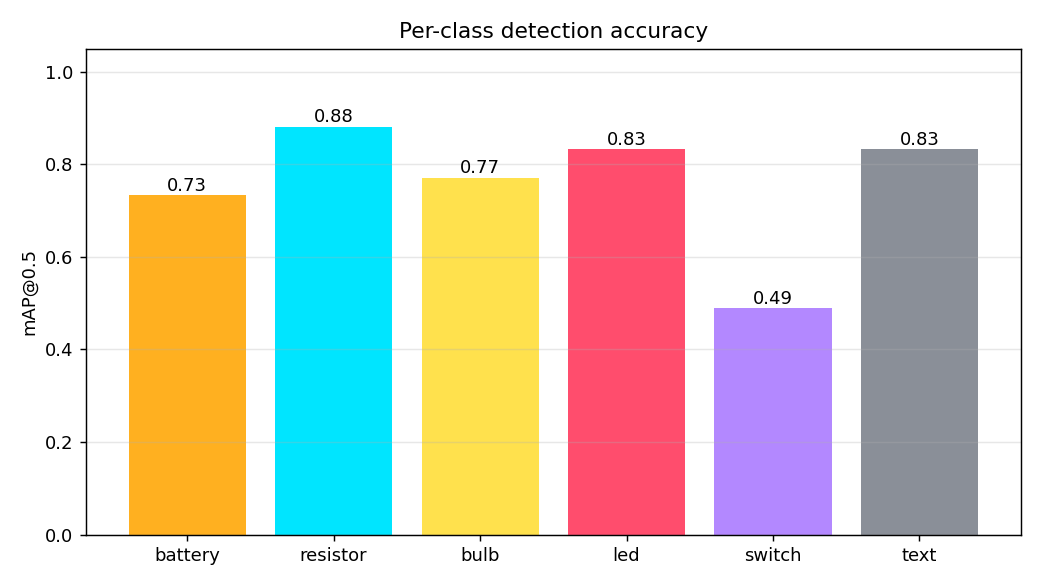 Per-class detection accuracy
mAP@0.5
1.0
0.8
0.6
0.4
0.2
0.0
0.73
0.88
0.77
0.83
0.49
0.83
battery
resistor
bulb
led
switch
text